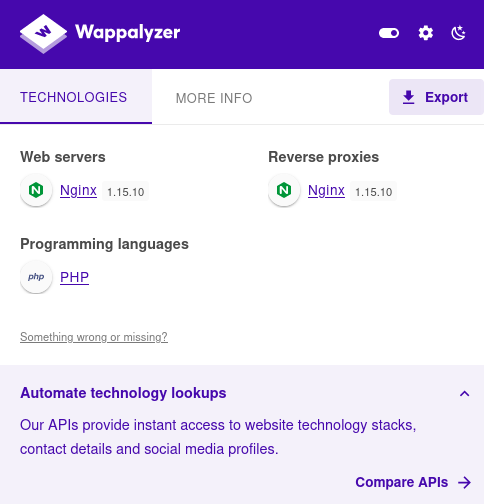 Wappalyzer
TECHNOLOGIES
MORE INFO
Export
Web servers
Nginx 1.15.10
Reverse proxies
Nginx 1.15.10
Programming languages
php PHP
Something wrong or missing?
Automate technology lookups
Our APIs provide instant access to website technology stacks,
contact details and social media profiles.
Compare APIs